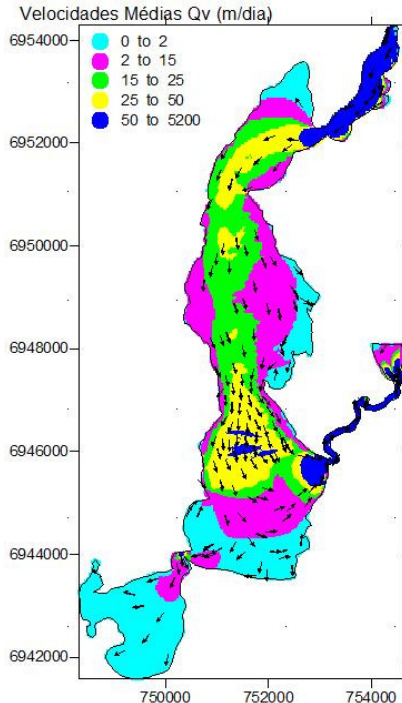 Velocidades Médias Qv (m/dia)
6954000
0 to 2
2 to 15
15 to 25
25 to 50
50 to 5200
6952000
6950000
6948000
6946000
6944000
6942000
750000 752000 754000